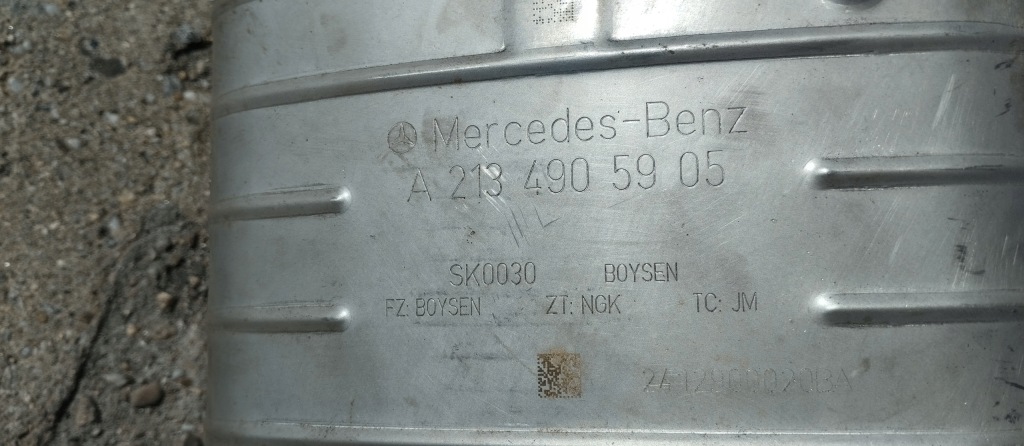 Mercedes-Benz
A 213 490 59 05
SK0030 BOYSEN
FZ: BOYSEN ZT: NGK TC: JM